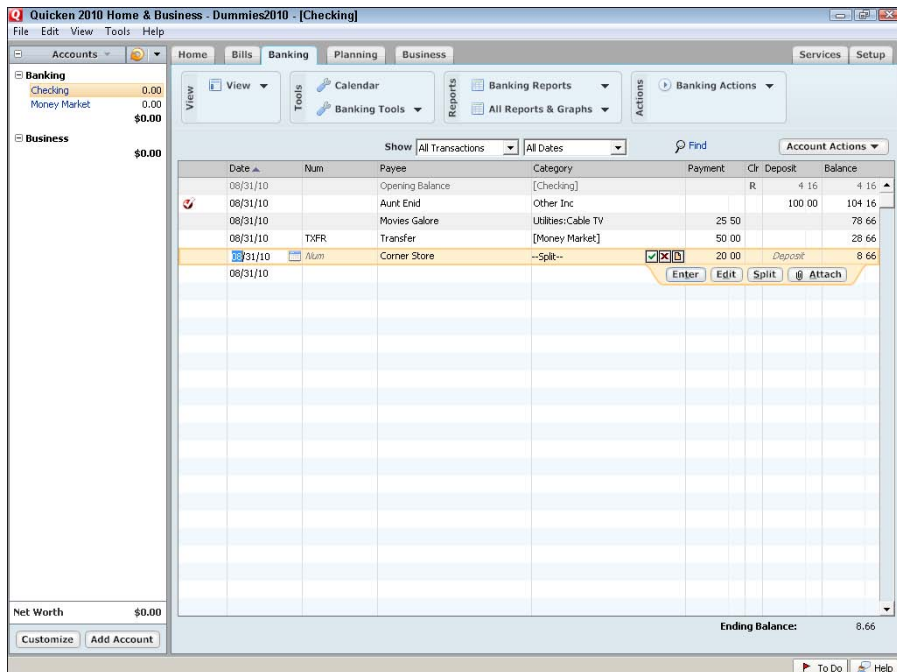 Quicken 2010 Home & Business - Dummies2010 - [Checking]
File Edit View Tools Help
Accounts
Home Bills Banking Planning Business Services Setup
Banking
Checking 0.00
Money Market 0.00
$0.00
Business
$0.00
View
View
Tools
Calendar
Banking Tools
Reports
Banking Reports
All Reports & Graphs
Actions
Banking Actions
Show All Transactions All Dates Find Account Actions
Date Num Payee Category Payment Clr Deposit Balance
08/31/10 Opening Balance [Checking] R 4 16 4 16
08/31/10 Aunt Enid Other Inc 100 00 104 16
08/31/10 Movies Galore Utilities:Cable TV 25 50 78 66
08/31/10 TXFR Transfer [Money Market] 50 00 28 66
08/31/10 Num Corner Store --Split-- 20 00 Deposit 8 66
08/31/10 Enter Edit Split Attach
Net Worth $0.00
Customize Add Account
Ending Balance: 8.66
To Do Help